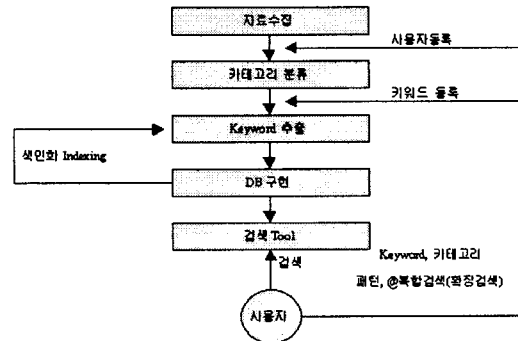 자료수집
사용자등록
카테고리 분류
키워드 등록
Keyword 추출
색인화 Indexing
DB 구현
검색 Tool
검색
Keyword, 카테고리
패턴, @복합검색(확장검색)
사용자